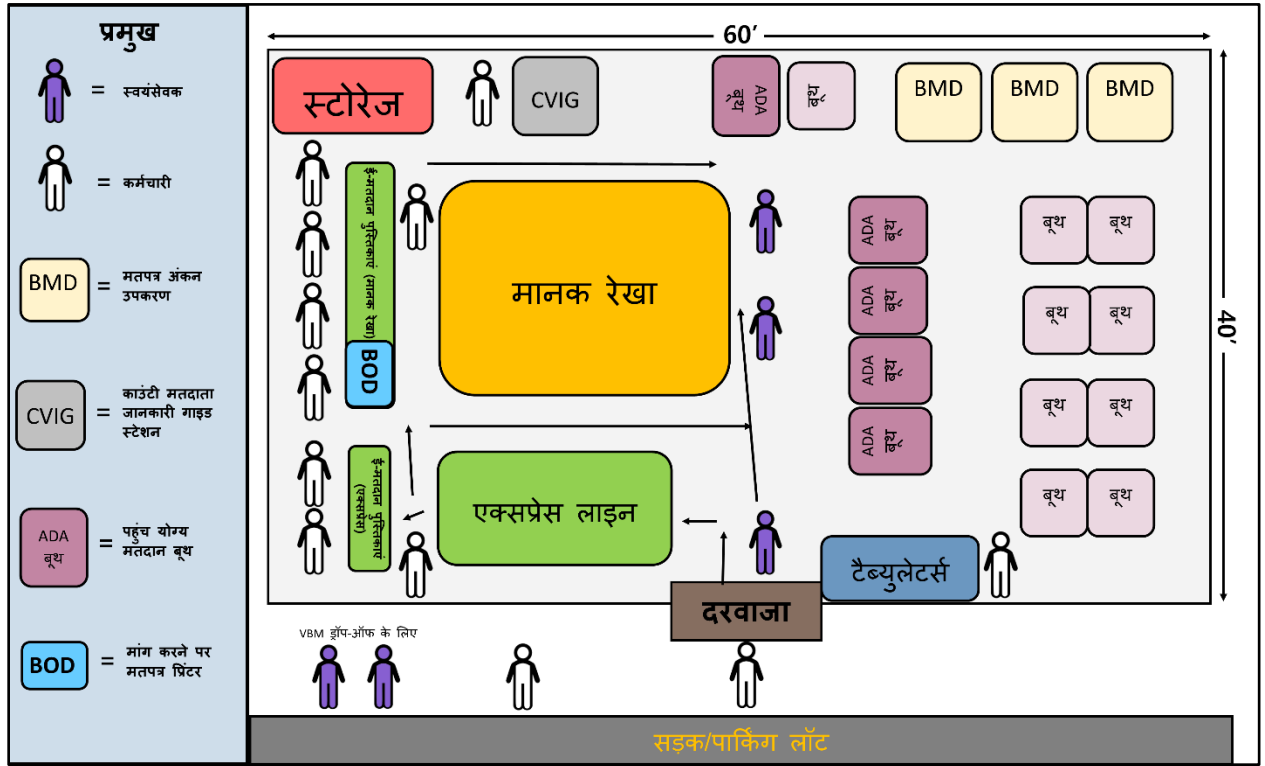 प्रमुख
= स्वयंसेवक
= कर्मचारी
BMD
= मतपत्र अंकन
उपकरण
CVIG
= काउंटी मतदाता
जानकारी गाइड
स्टेशन
ADA
बूथ
= पहुंच योग्य
मतदान बूथ
BOD
= मांग करने पर
मतपत्र प्रिंटर
60’
40’
स्टोरेज
CVIG
ADA
बूथ
बूथ
BMD
BMD
BMD
ई-मतदान पुस्तिकाएं (मानक रेखा)
BOD
मानक रेखा
ADA
बूथ
ADA
बूथ
ADA
बूथ
ADA
बूथ
बूथ बूथ
बूथ बूथ
बूथ बूथ
बूथ बूथ
ई-मतदान पुस्तिकाएं
(एक्सप्रेस)
एक्सप्रेस लाइन
टैब्युलेटर्स
दरवाजा
VBM ड्रॉप-ऑफ के लिए
सड़क/पार्किंग लॉट